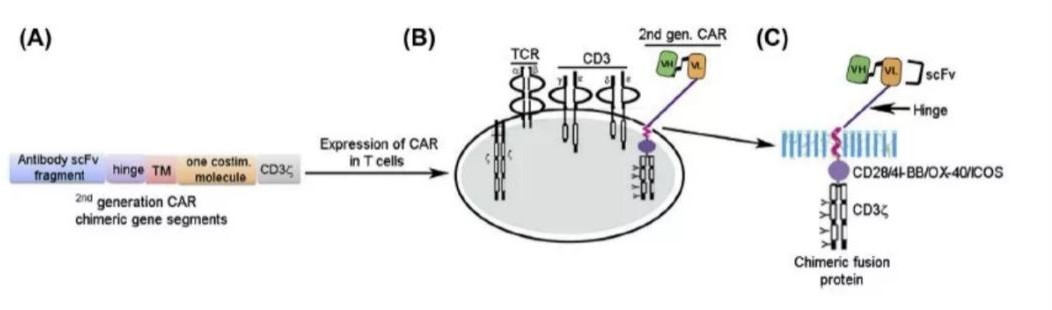 (A)
Antibody scFv
fragment
hinge
TM
one costim.
molecule
CD3ζ
2nd generation CAR
chimeric gene segments
Expression of CAR
in T cells
(B)
TCR
α β
CD3
γ ε
δ ε
ζ ζ
2nd gen. CAR
VH VL
(C)
VH VL
scFv
Hinge
CD28/4I-BB/OX-40/ICOS
CD3ζ
Chimeric fusion
protein